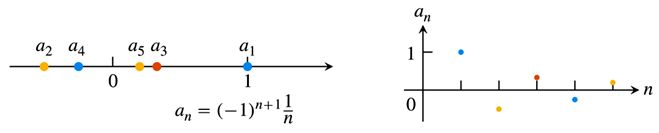 a₂ a₄ a₅ a₃ a₁
0 1
aₙ = (−1)ⁿ⁺¹ 1/n
aₙ
1
0
n